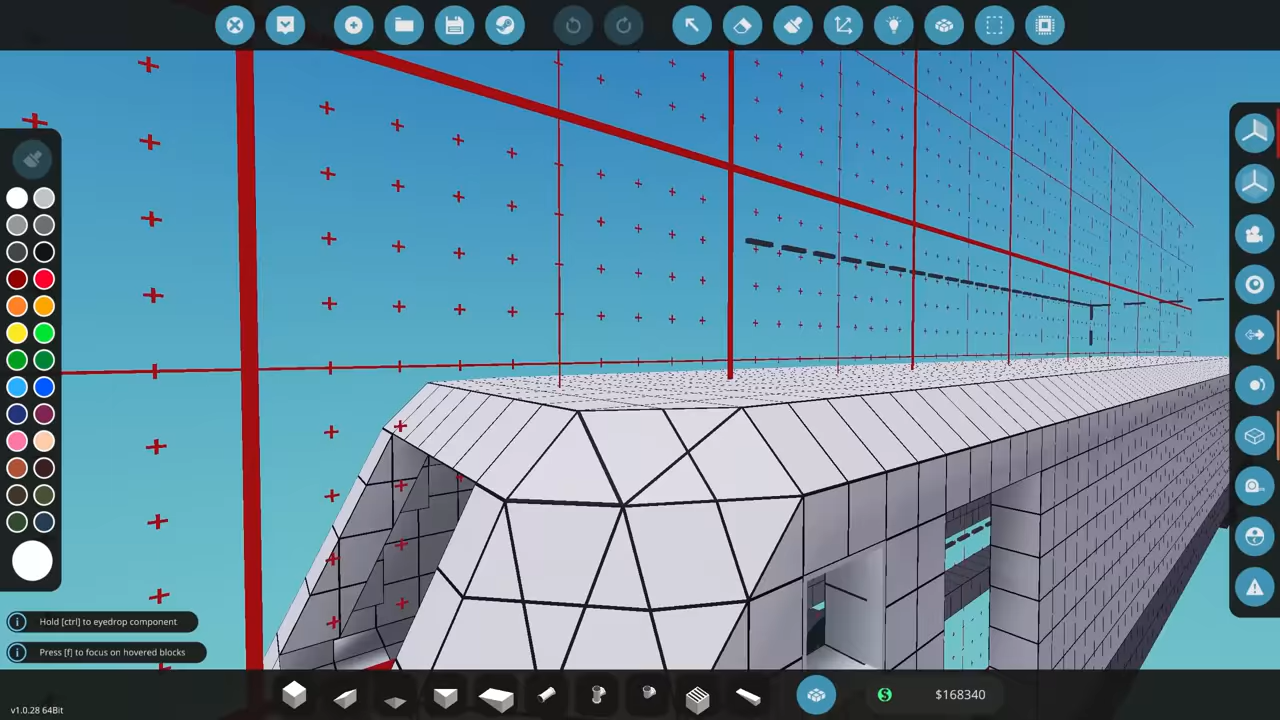 Hold [ctrl] to eyedrop component
Press [f] to focus on hovered blocks
v1.0.28 64Bit
$168340